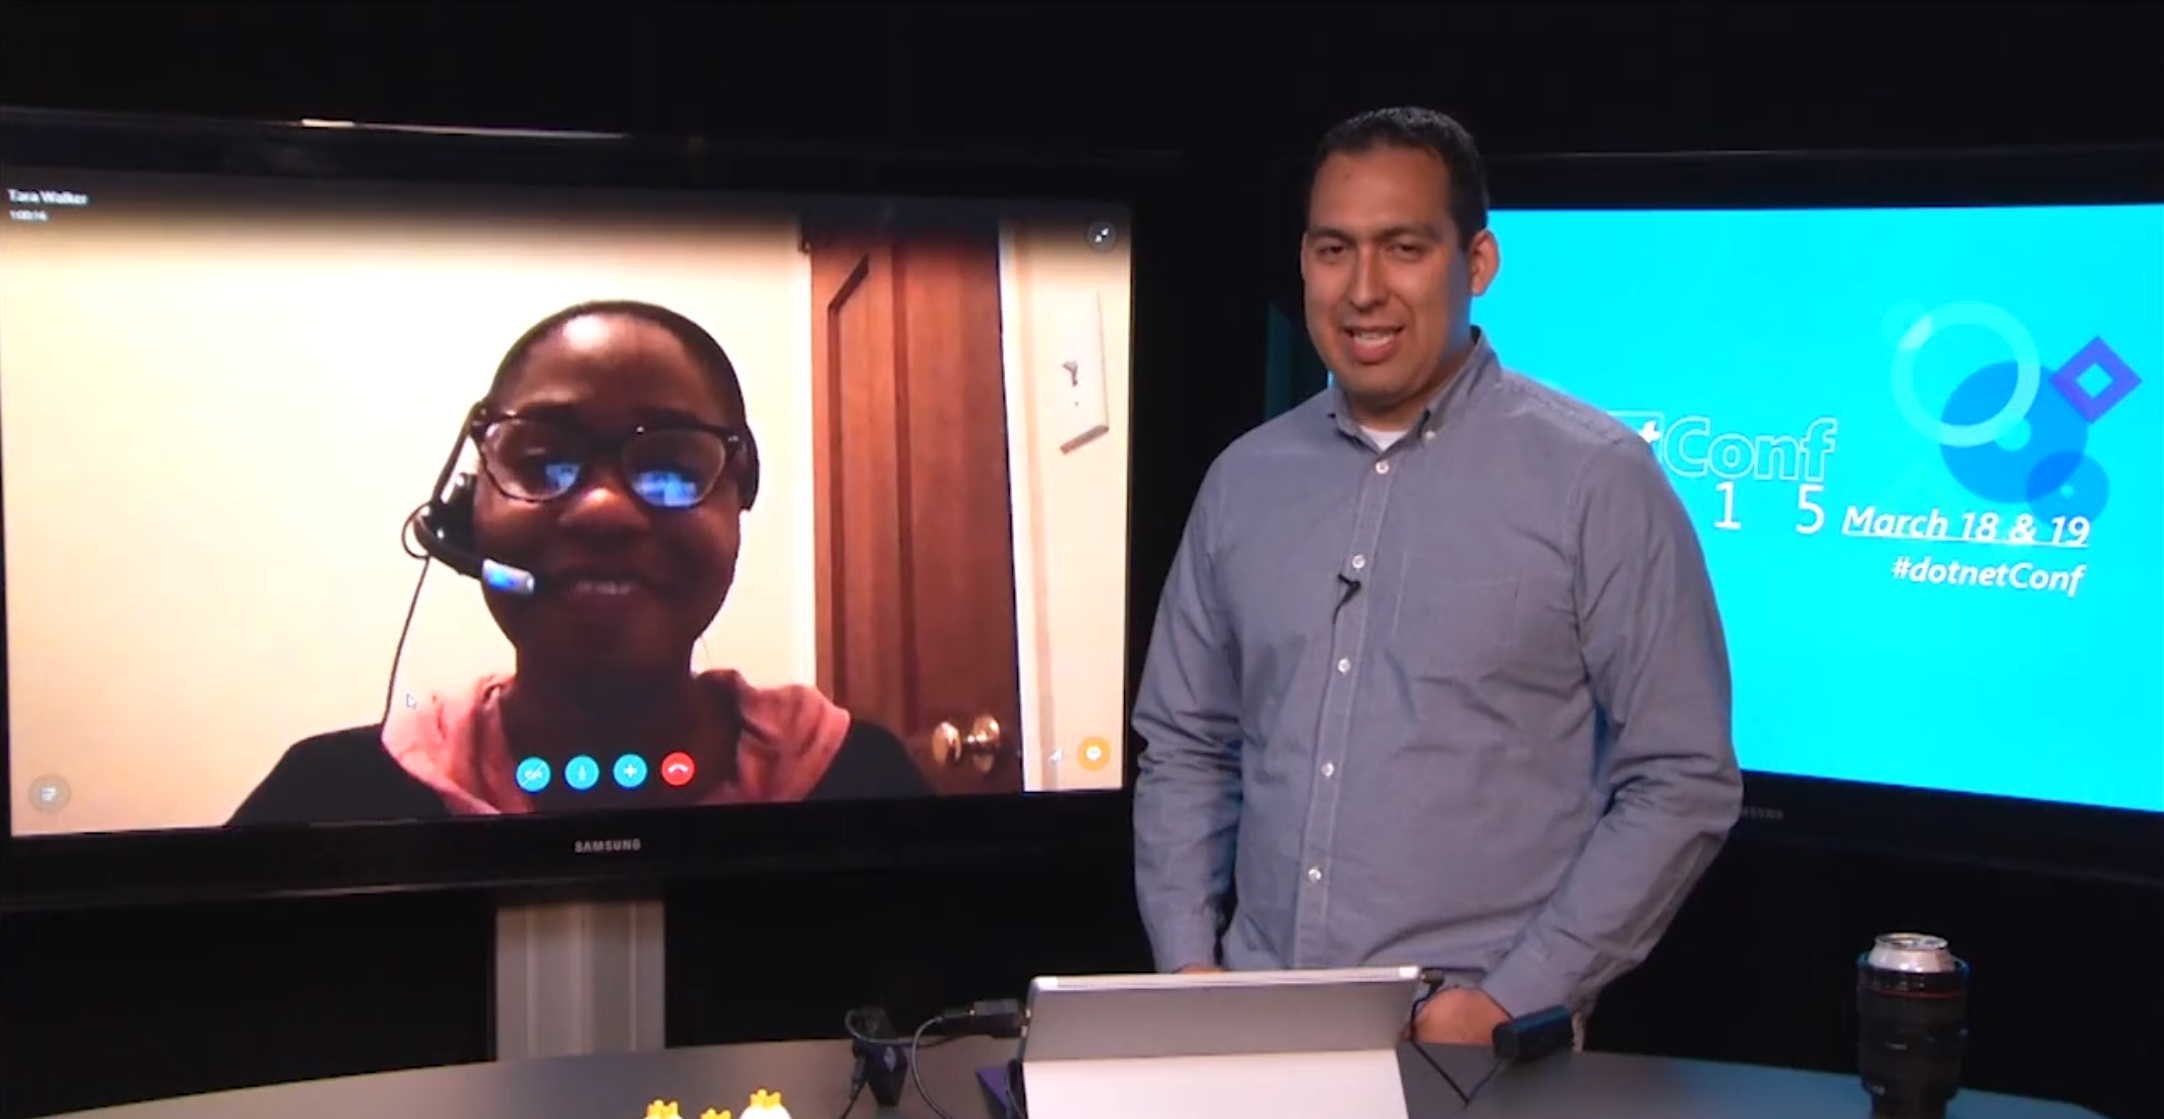 Tara Walker
SAMSUNG
Conf
1 5 March 18 & 19
#dotnetConf